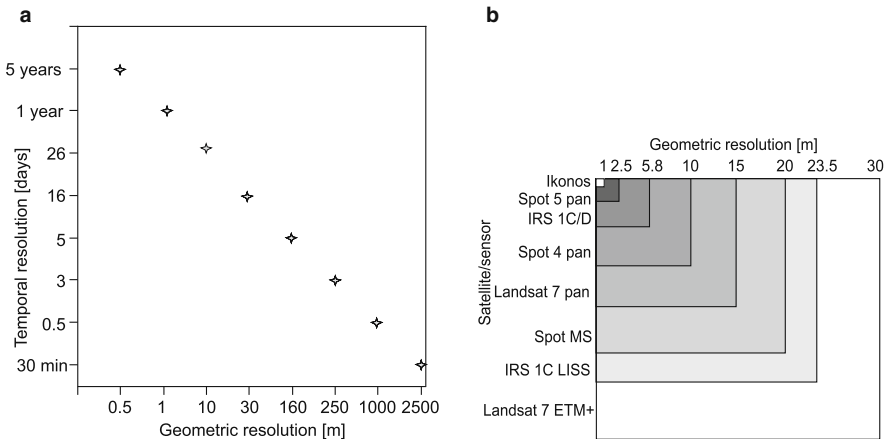 a
5 years
1 year
26
16
5
3
0.5
30 min
Temporal resolution [days]
0.5 1 10 30 160 250 1000 2500
Geometric resolution [m]
b
Geometric resolution [m]
1 2.5 5.8 10 15 20 23.5 30
Ikonos
Spot 5 pan
IRS 1C/D
Spot 4 pan
Landsat 7 pan
Spot MS
IRS 1C LISS
Landsat 7 ETM+
Satellite/sensor